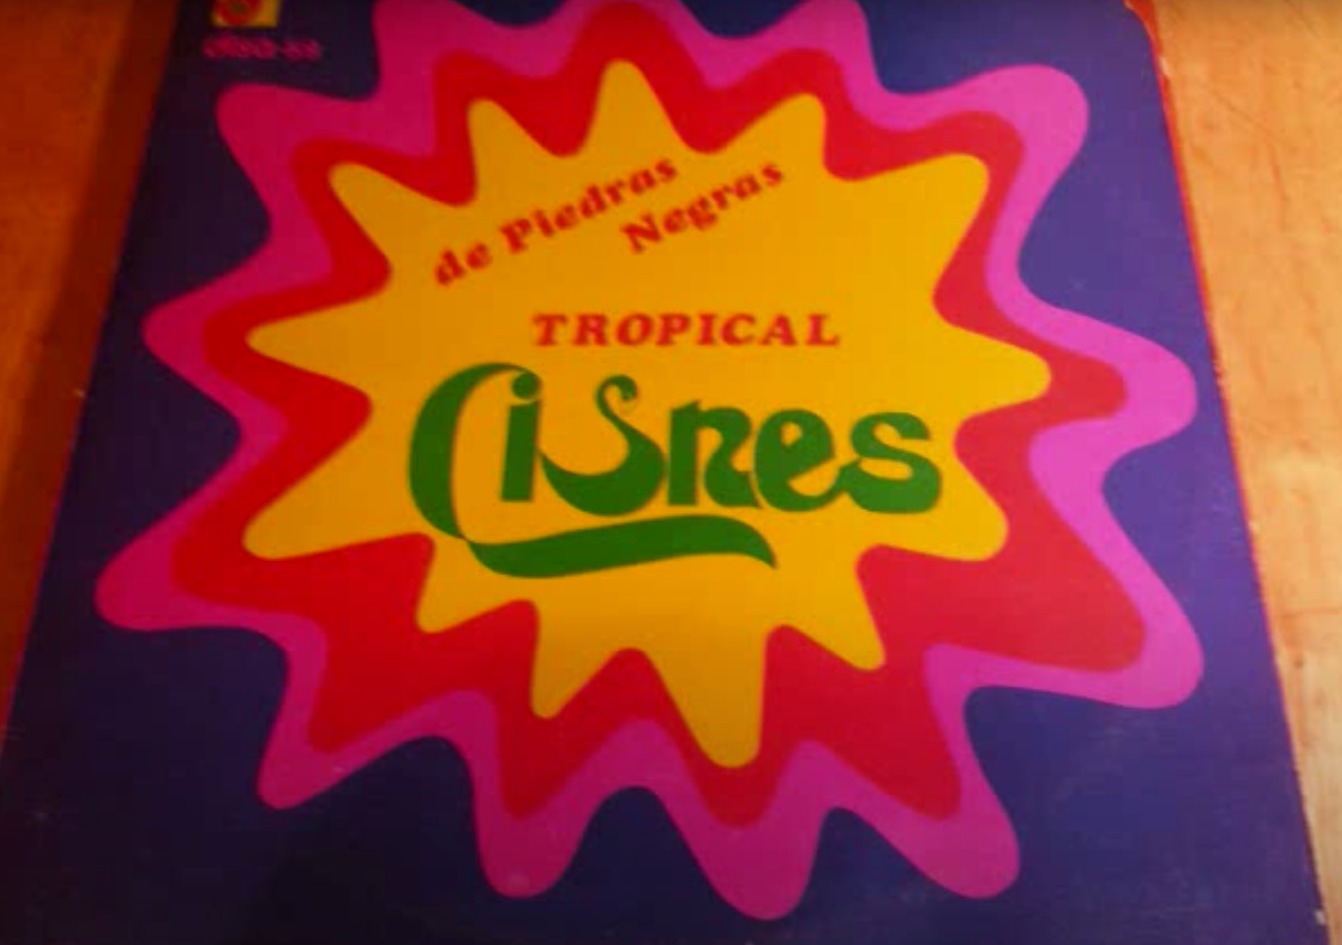 de Piedras
Negras
TROPICAL
Cisnes